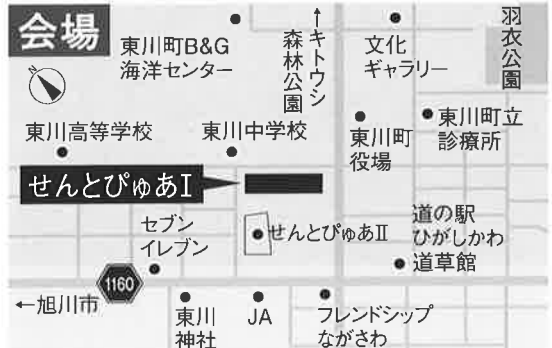 会場
東川町B&G
海洋センター
←キトウシ
森林公園
文化
ギャラリー
羽衣公園
東川高等学校
東川中学校
東川町
役場
東川町立
診療所
せんとぴゅあI
セブン
イレブン
せんとぴゅあII
道の駅
ひがしかわ
道草館
1160
←旭川市
東川
神社
JA
フレンドシップ
ながさわ
N